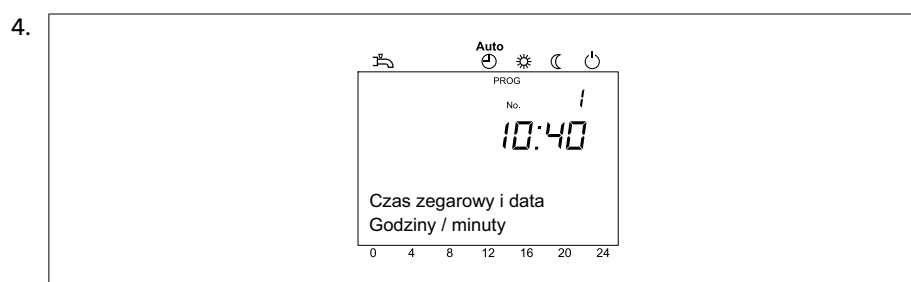 4.
Auto
PROG
No. 1
10:40
Czas zegarowy i data
Godziny / minuty
0 4 8 12 16 20 24